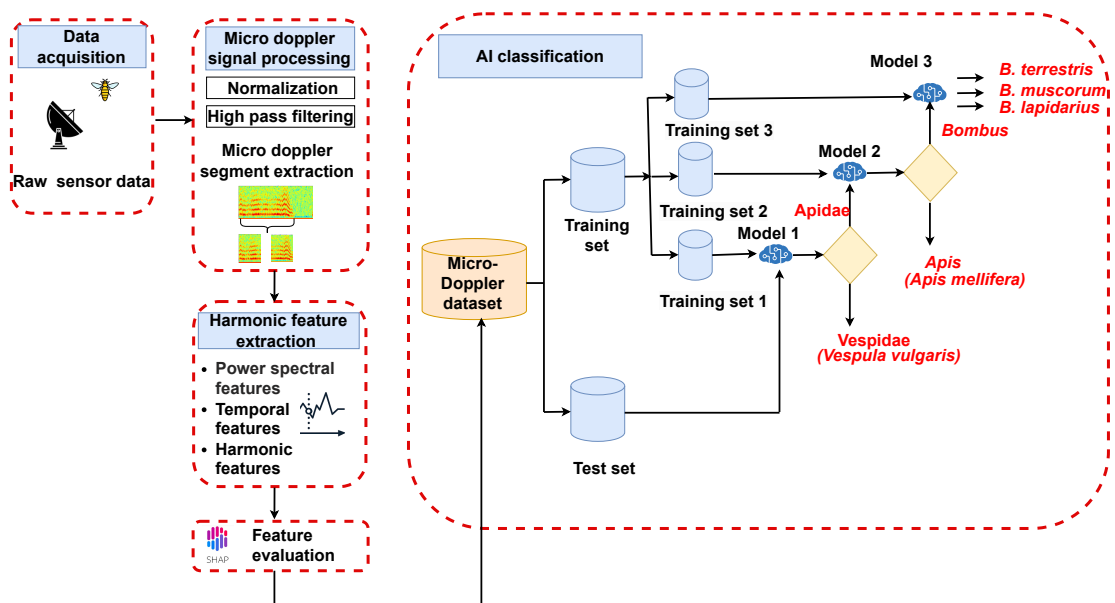 Data
acquisition
Raw sensor data
Micro doppler
signal processing
Normalization
High pass filtering
Micro doppler
segment extraction
Harmonic feature
extraction
• Power spectral
features
• Temporal
features
• Harmonic
features
SHAP
Feature
evaluation
AI classification
Micro-
Doppler
dataset
Training
set
Test set
Training set 3
Training set 2
Training set 1
Model 1
Model 2
Model 3
Apidae
Vespidae
(Vespula vulgaris)
Bombus
Apis
(Apis mellifera)
B. terrestris
B. muscorum
B. lapidarius